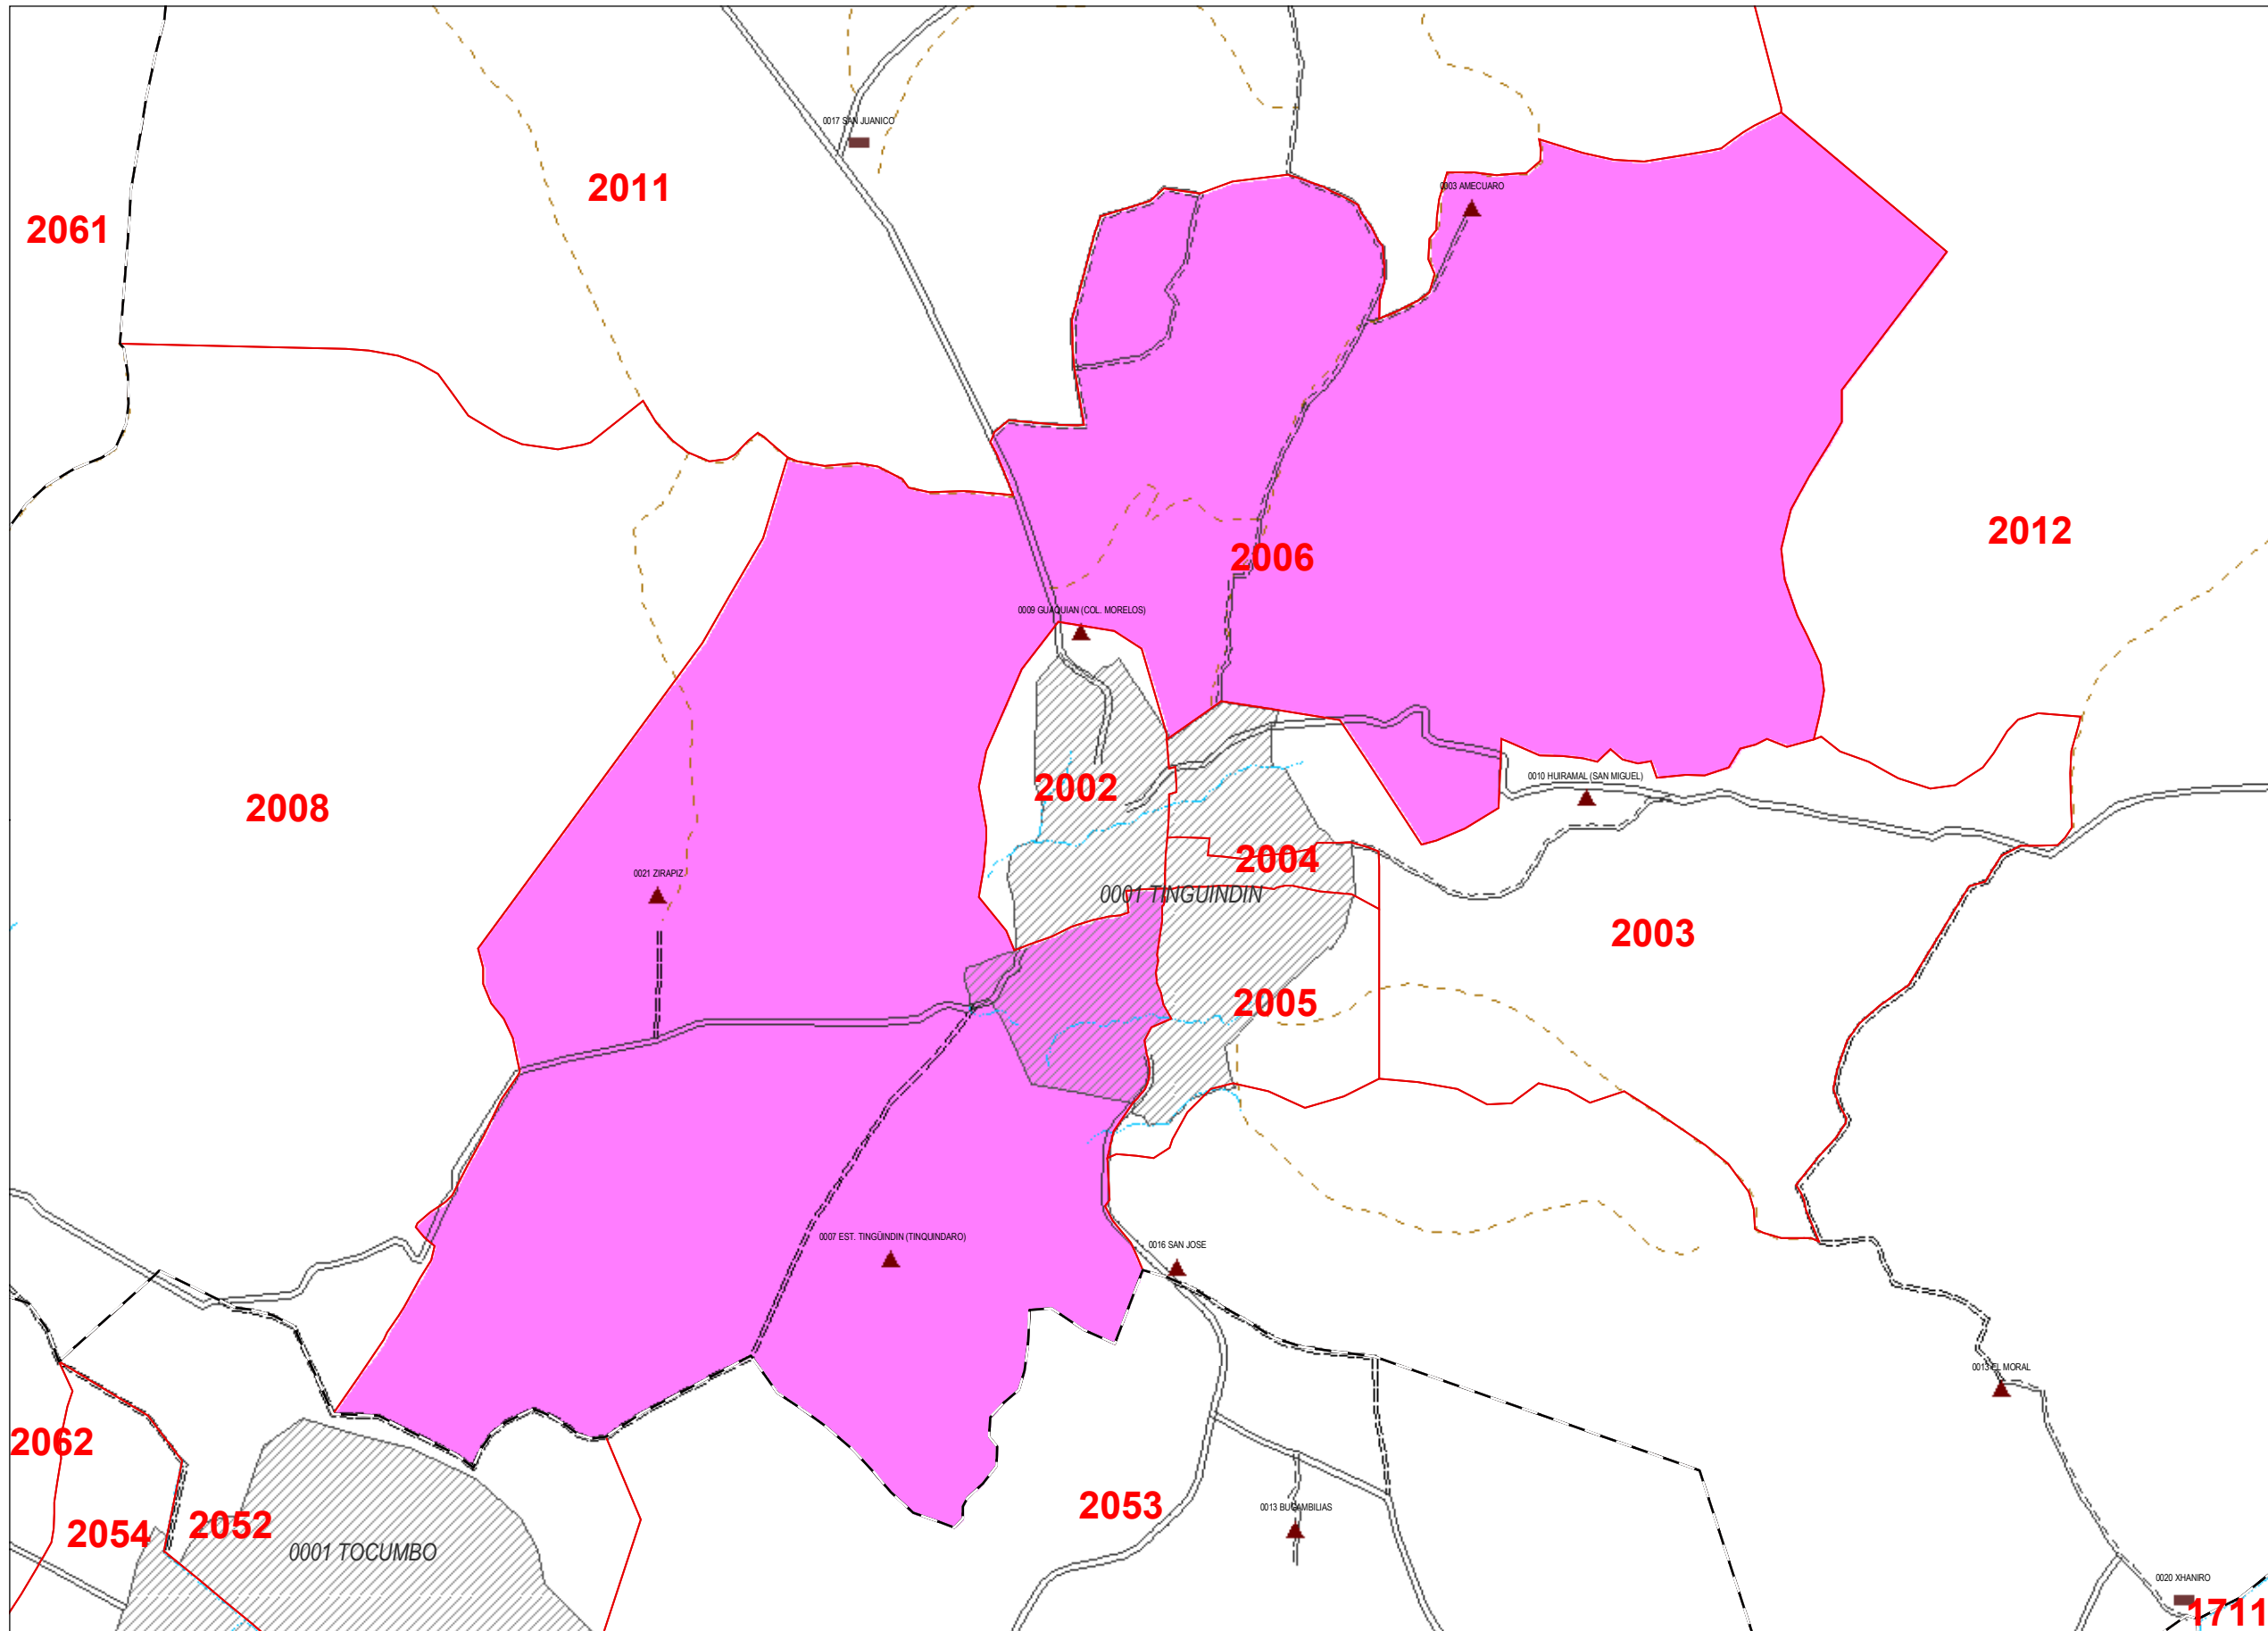 0017 SAN JUANICO
2011
0003 AMECUARO
2061
2012
2006
0009 GUAQUIAN (COL. MORELOS)
0010 HUIRAMAL (SAN MIGUEL)
2002
2008
2004
0021 ZIRAPIZ
0001 TINGUINDIN
2003
2005
0007 EST. TINGÜINDIN (TINQUINDARO)
0016 SAN JOSE
0013 EL MORAL
2062
2053
0013 BUGAMBILIAS
2052
2054
0001 TOCUMBO
0020 XHANIRO
1711